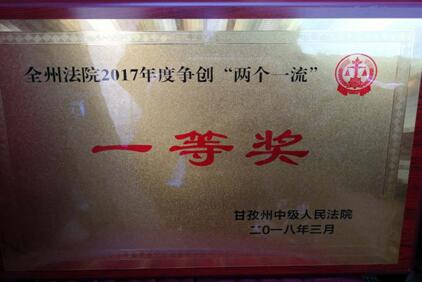 全州法院2017年度争创“两个一流”
一等奖
甘孜州中级人民法院
二〇一八年三月